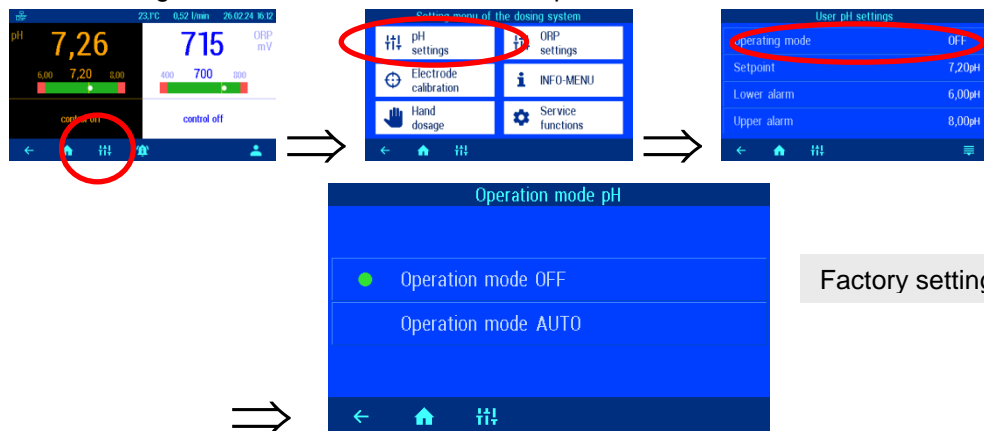 23,1°C 0,52 l/min 26.02.24 16:12
pH 7,26
6,00 7,20 8,00
control off
715 ORP mV
400 700 800
control off
Setting menu of the dosing system
pH settings
ORP settings
Electrode calibration
INFO-MENU
Hand dosage
Service functions
User pH settings
Operating mode OFF
Setpoint 7,20pH
Lower alarm 6,00pH
Upper alarm 8,00pH
Operation mode pH
Operation mode OFF
Operation mode AUTO
Factory setting